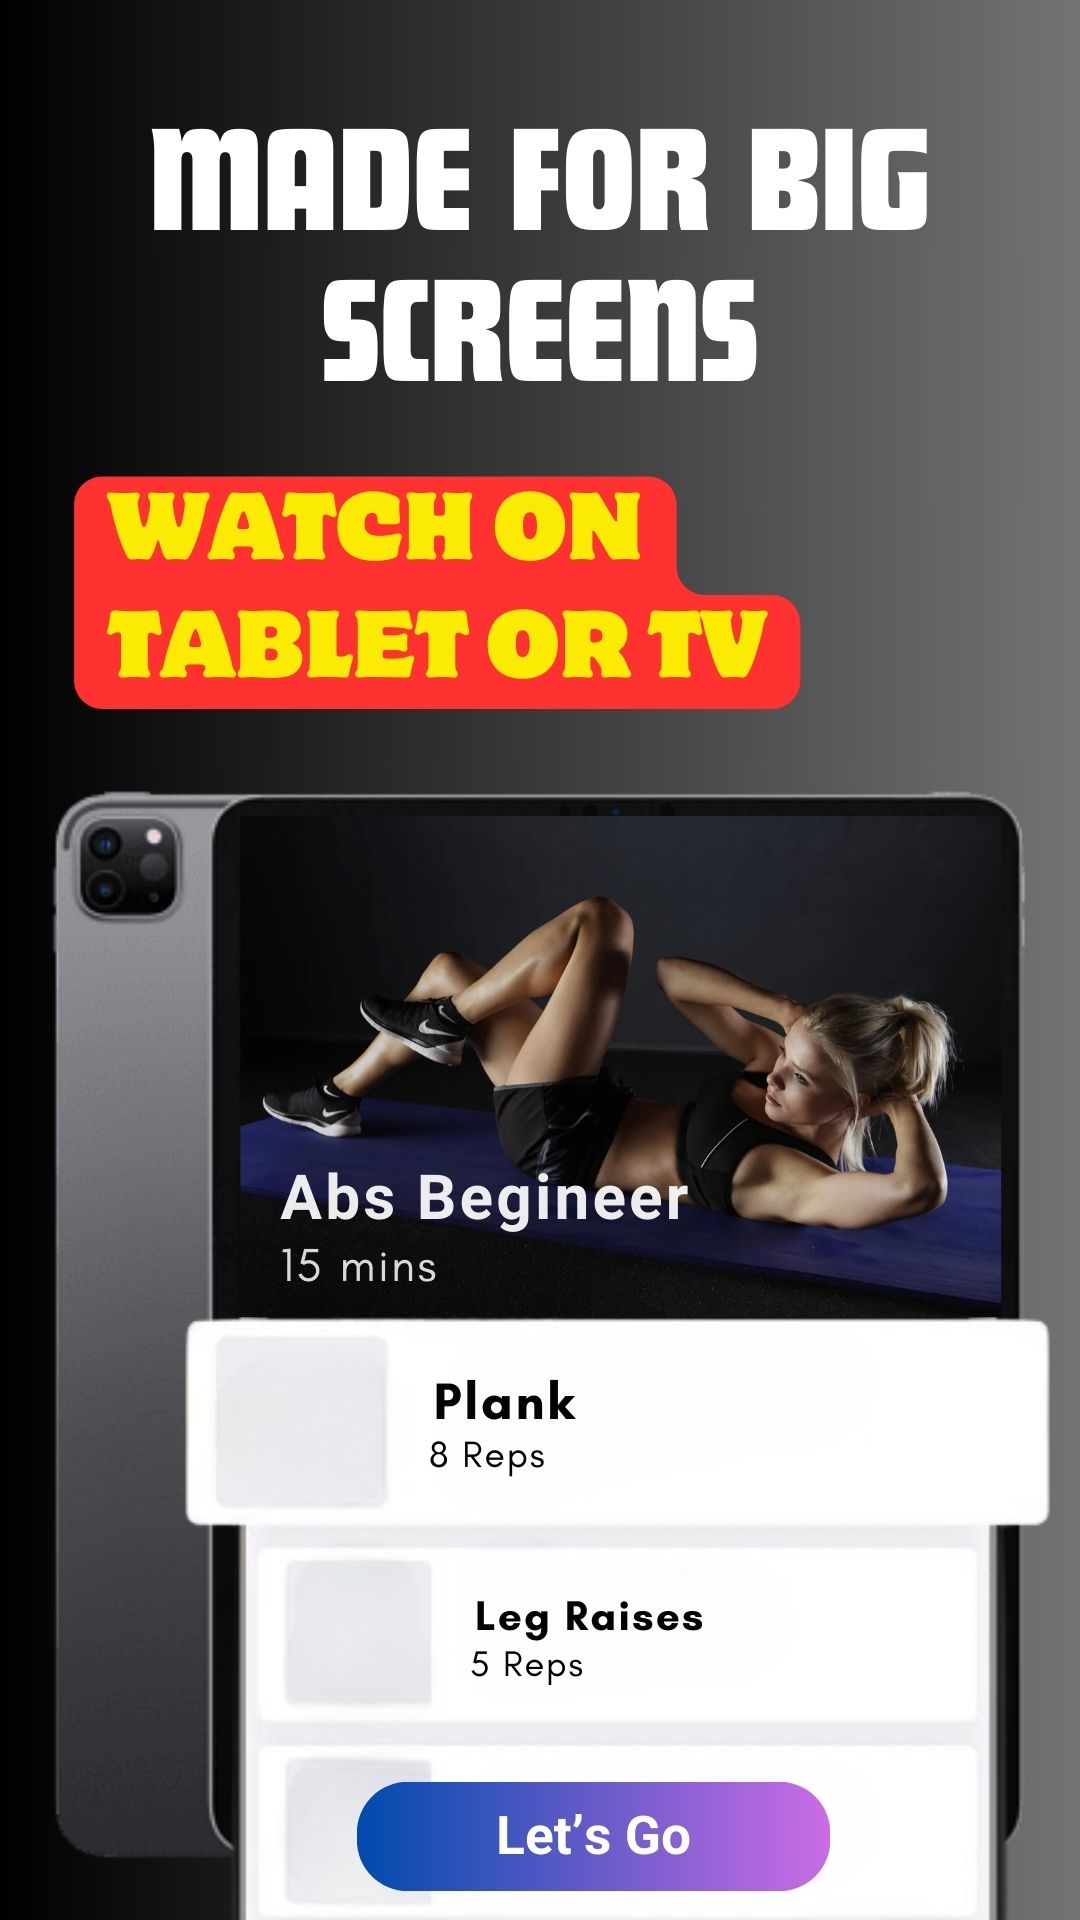 MADE FOR BIG
SCREENS
WATCH ON
TABLET OR TV
Abs Begineer
15 mins
Plank
8 Reps
Leg Raises
5 Reps
Let’s Go